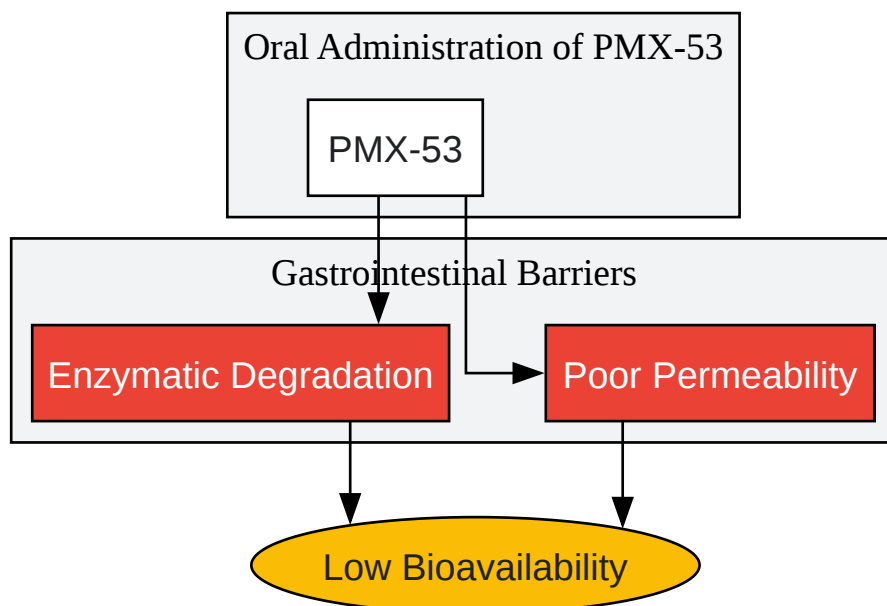 Oral Administration of PMX-53
PMX-53
Gastrointestinal Barriers
Enzymatic Degradation
Poor Permeability
Low Bioavailability